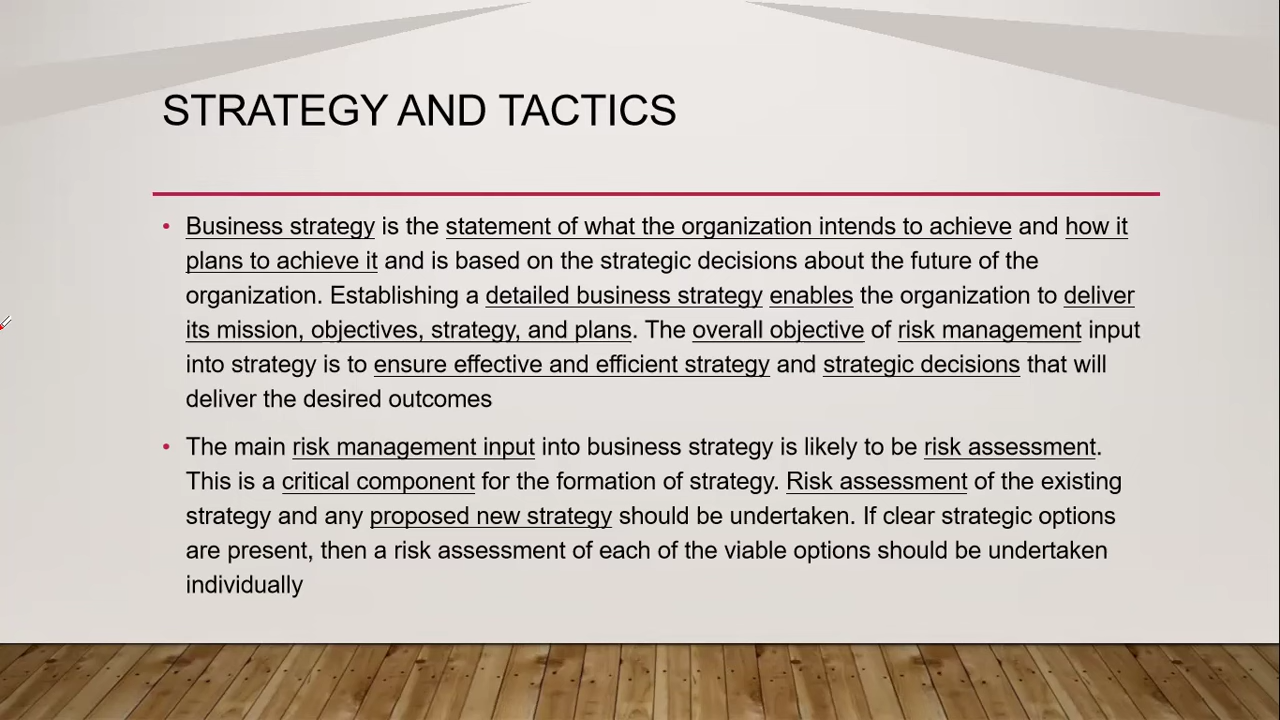 STRATEGY AND TACTICS
• Business strategy is the statement of what the organization intends to achieve and how it
plans to achieve it and is based on the strategic decisions about the future of the
organization. Establishing a detailed business strategy enables the organization to deliver
its mission, objectives, strategy, and plans. The overall objective of risk management input
into strategy is to ensure effective and efficient strategy and strategic decisions that will
deliver the desired outcomes
• The main risk management input into business strategy is likely to be risk assessment.
This is a critical component for the formation of strategy. Risk assessment of the existing
strategy and any proposed new strategy should be undertaken. If clear strategic options
are present, then a risk assessment of each of the viable options should be undertaken
individually